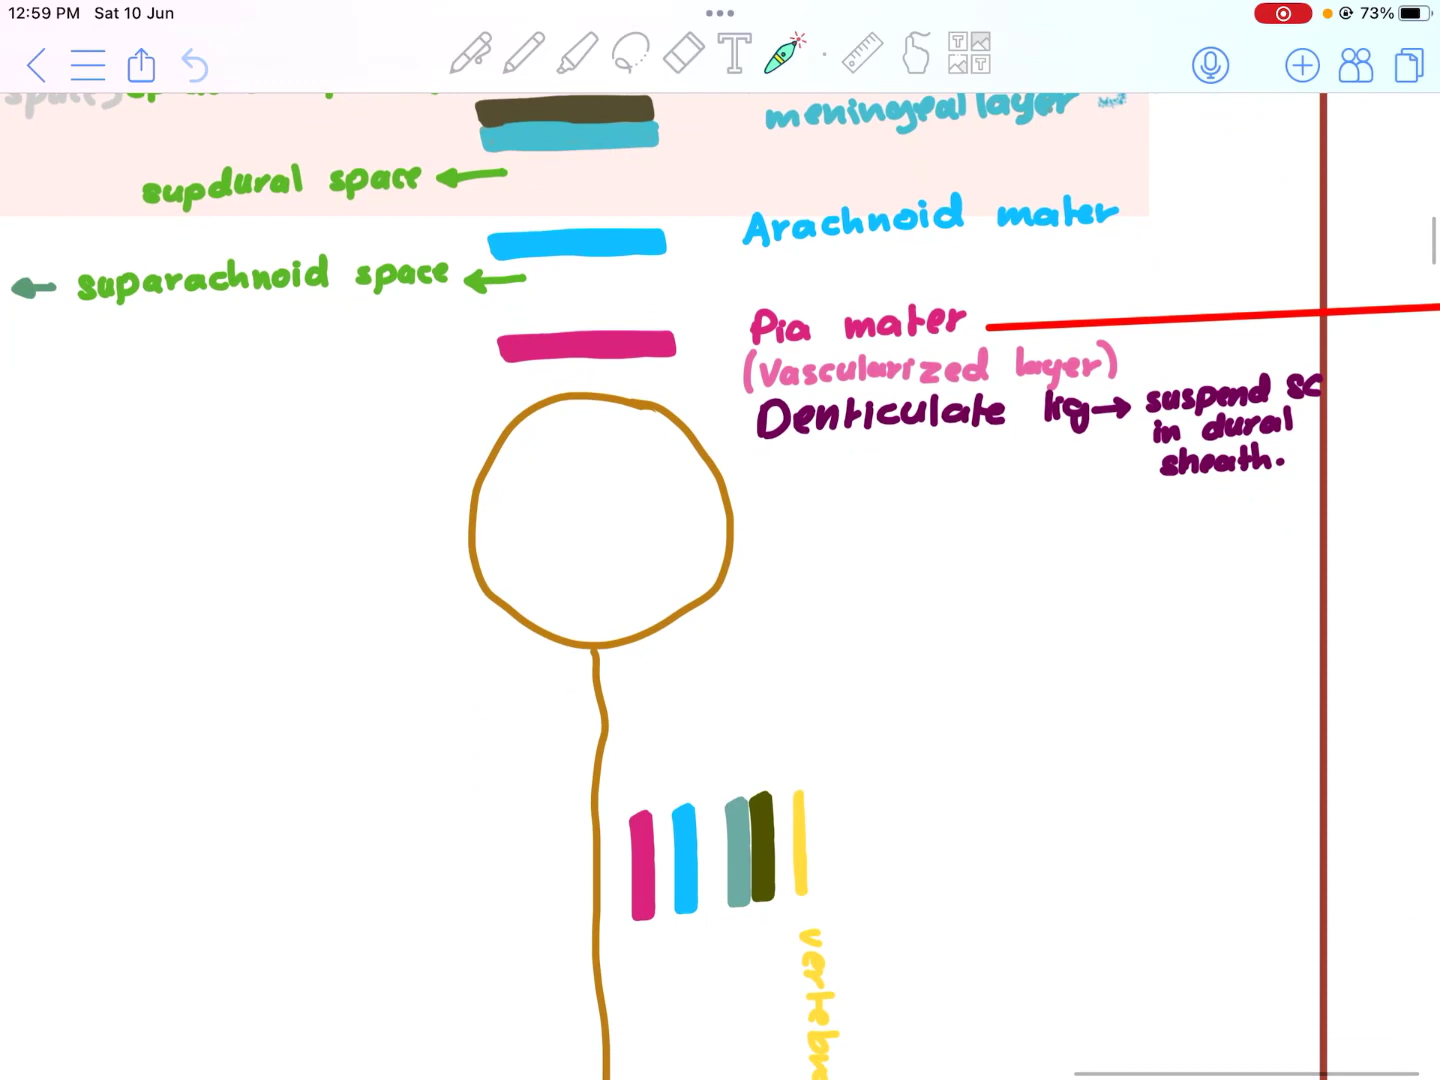 12:59 PM Sat 10 Jun
73%
meningeal layer
supdural space
Arachnoid mater
suparachnoid space
Pia mater
(Vascularized layer)
Denticulate lig → suspend SC
in dural
sheath.